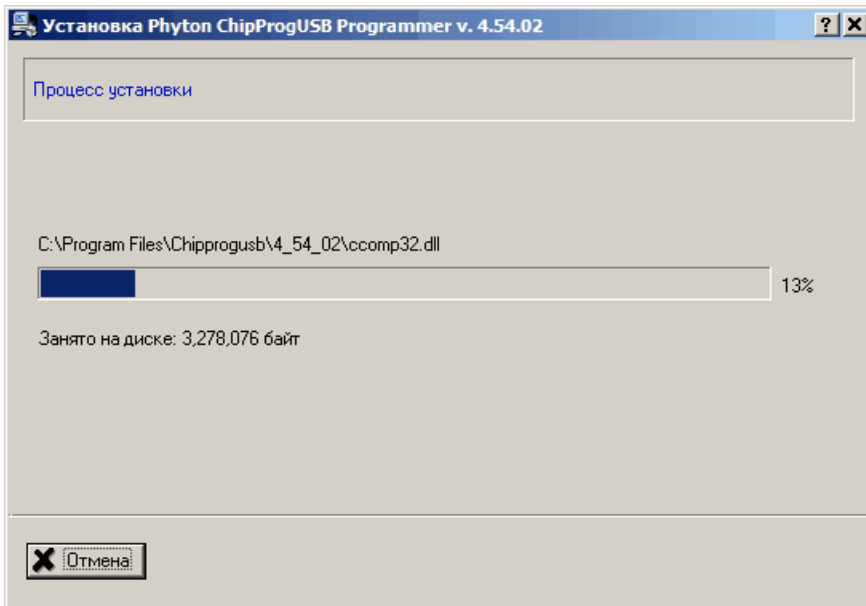 Установка Phyton ChipProgUSB Programmer v. 4.54.02
Процесс установки
C:\Program Files\Chipprogusb\4_54_02\ccomp32.dll
13%
Занято на диске: 3,278,076 байт
Отмена